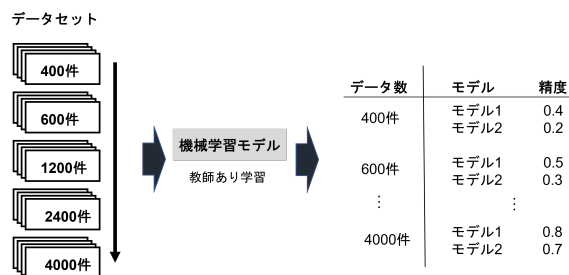 データセット
400件
600件
1200件
2400件
4000件
機械学習モデル
教師あり学習
データ数 モデル 精度
400件 モデル1 0.4
モデル2 0.2
600件 モデル1 0.5
モデル2 0.3
⋮ ⋮
4000件 モデル1 0.8
モデル2 0.7